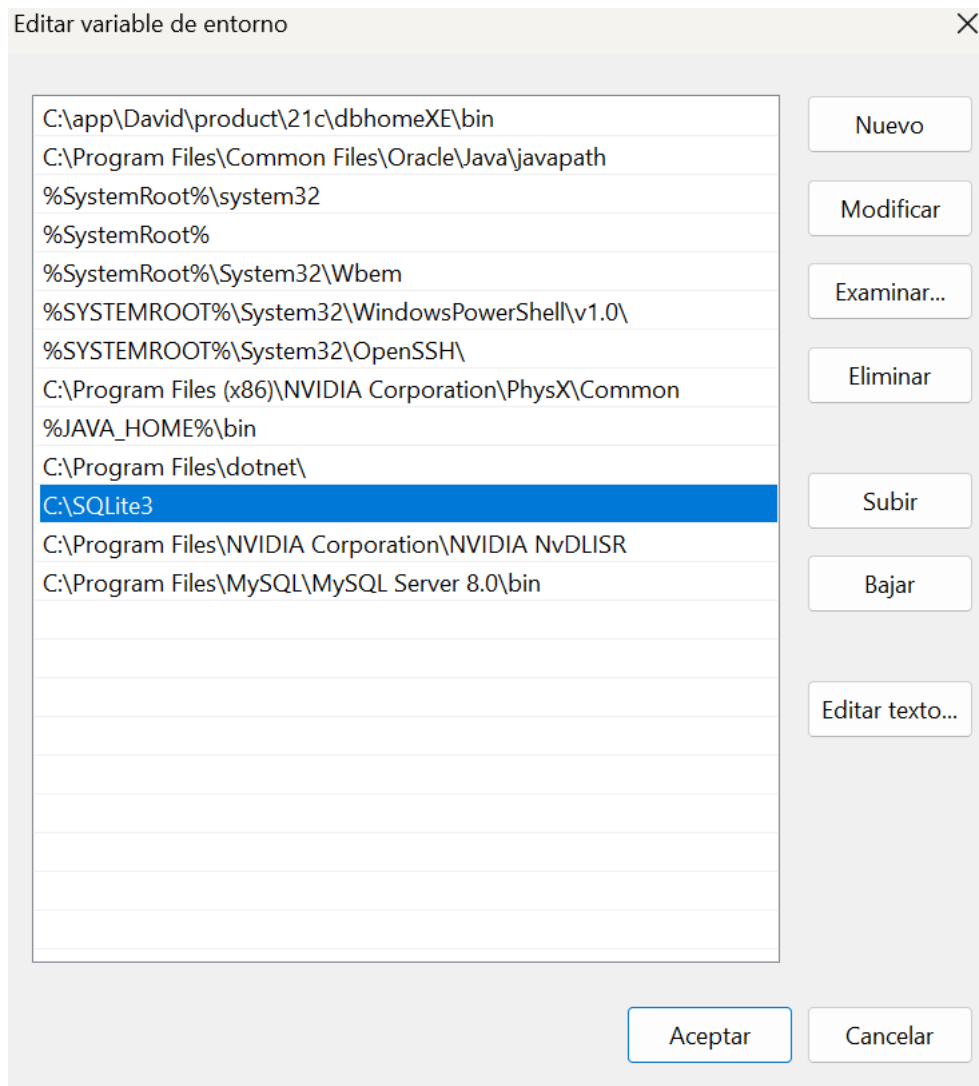 Editar variable de entorno
C:\app\David\product\21c\dbhomeXE\bin
C:\Program Files\Common Files\Oracle\Java\javapath
%SystemRoot%\system32
%SystemRoot%
%SystemRoot%\System32\Wbem
%SYSTEMROOT%\System32\WindowsPowerShell\v1.0\
%SYSTEMROOT%\System32\OpenSSH\
C:\Program Files (x86)\NVIDIA Corporation\PhysX\Common
%JAVA_HOME%\bin
C:\Program Files\dotnet\
C:\SQLite3
C:\Program Files\NVIDIA Corporation\NVIDIA NvDLISR
C:\Program Files\MySQL\MySQL Server 8.0\bin
Nuevo
Modificar
Examinar...
Eliminar
Subir
Bajar
Editar texto...
Aceptar
Cancelar